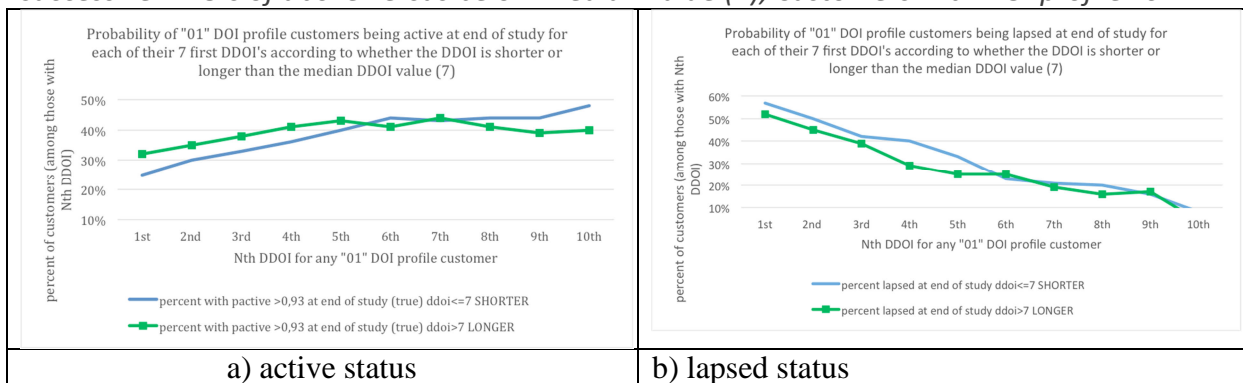 Probability of "01" DOI profile customers being active at end of study for
each of their 7 first DDOI's according to whether the DDOI is shorter or
longer than the median DDOI value (7)
percent of customers (among those with
Nth DDOI)
50%
40%
30%
20%
10%
1st 2nd 3rd 4th 5th 6th 7th 8th 9th 10th
Nth DDOI for any "01" DOI profile customer
percent with pactive >0,93 at end of study (true) ddoi<=7 SHORTER
percent with pactive >0,93 at end of study (true) ddoi>7 LONGER
a) active status
Probability of "01" DOI profile customers being lapsed at end of study for
each of their 7 first DDOI's according to whether the DDOI is shorter or
longer than the median DDOI value (7)
percent of customers (among those with Nth
DDOI)
60%
50%
40%
30%
20%
10%
1st 2nd 3rd 4th 5th 6th 7th 8th 9th 10th
Nth DDOI for any "01" DOI profile customer
percent lapsed at end of study ddoi<=7 SHORTER
percent lapsed at end of study ddoi>7 LONGER
b) lapsed status